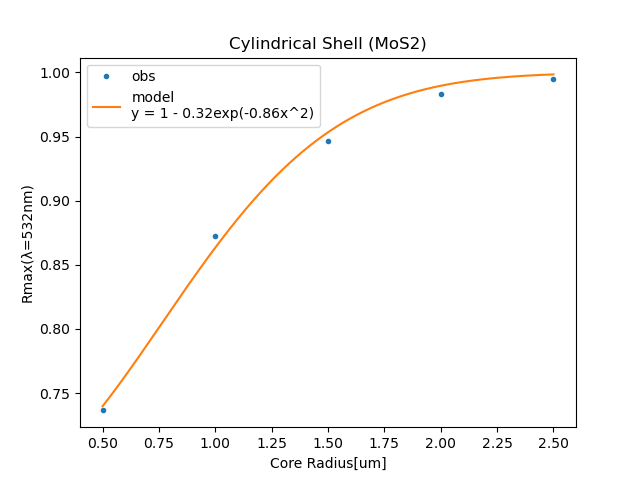 Cylindrical Shell (MoS2)
obs
model
y = 1 - 0.32exp(-0.86x^2)
1.00
0.95
0.90
0.85
0.80
0.75
Rmax(λ=532nm)
0.50 0.75 1.00 1.25 1.50 1.75 2.00 2.25 2.50
Core Radius[um]